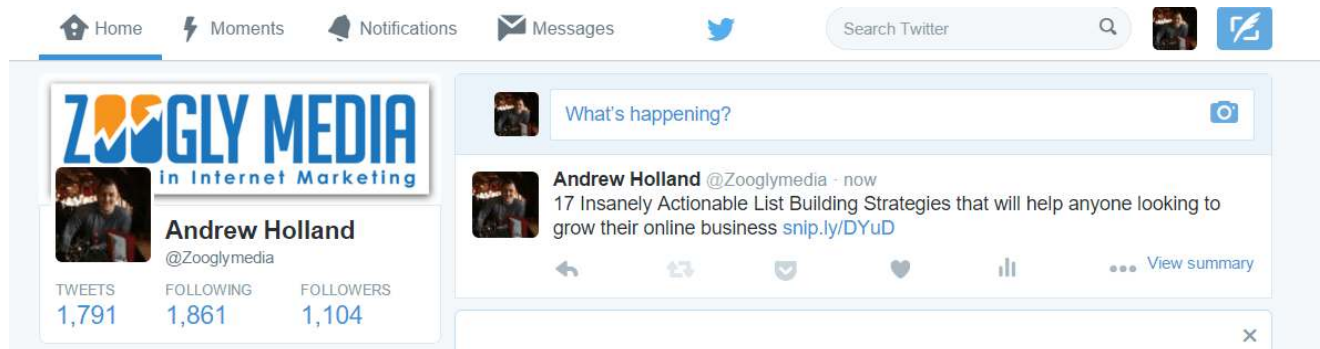 Home Moments Notifications Messages Search Twitter
ZOOGLY MEDIA
in Internet Marketing
Andrew Holland
@Zooglymedia
TWEETS FOLLOWING FOLLOWERS
1,791 1,861 1,104
What's happening?
Andrew Holland @Zooglymedia · now
17 Insanely Actionable List Building Strategies that will help anyone looking to
grow their online business snip.ly/DYuD
View summary